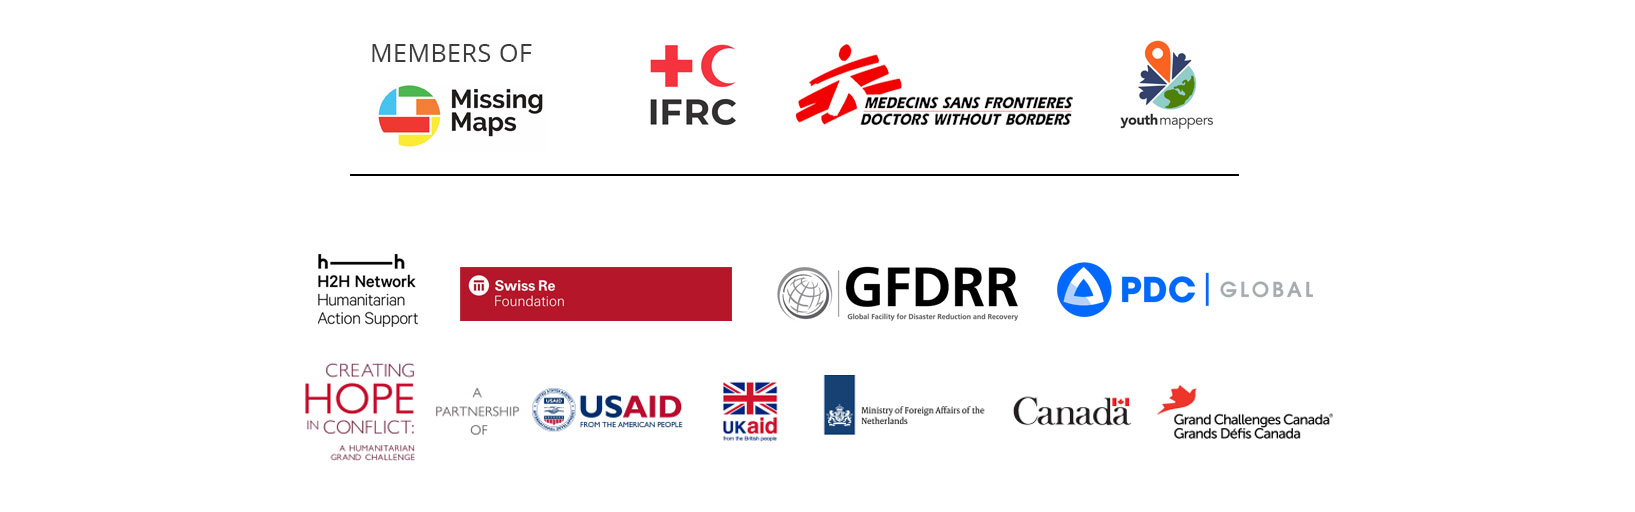 MEMBERS OF
Missing
Maps
IFRC
MEDECINS SANS FRONTIERES
DOCTORS WITHOUT BORDERS
youthmappers
h h
H2H Network
Humanitarian
Action Support
Swiss Re
Foundation
GFDRR
Global Facility for Disaster Reduction and Recovery
PDC | GLOBAL
CREATING
HOPE
IN CONFLICT:
A HUMANITARIAN
GRAND CHALLENGE
A
PARTNERSHIP
OF
USAID
USAID
FROM THE AMERICAN PEOPLE
UKaid
from the British people
Ministry of Foreign Affairs of the
Netherlands
Canada
Grand Challenges Canada®
Grands Défis Canada